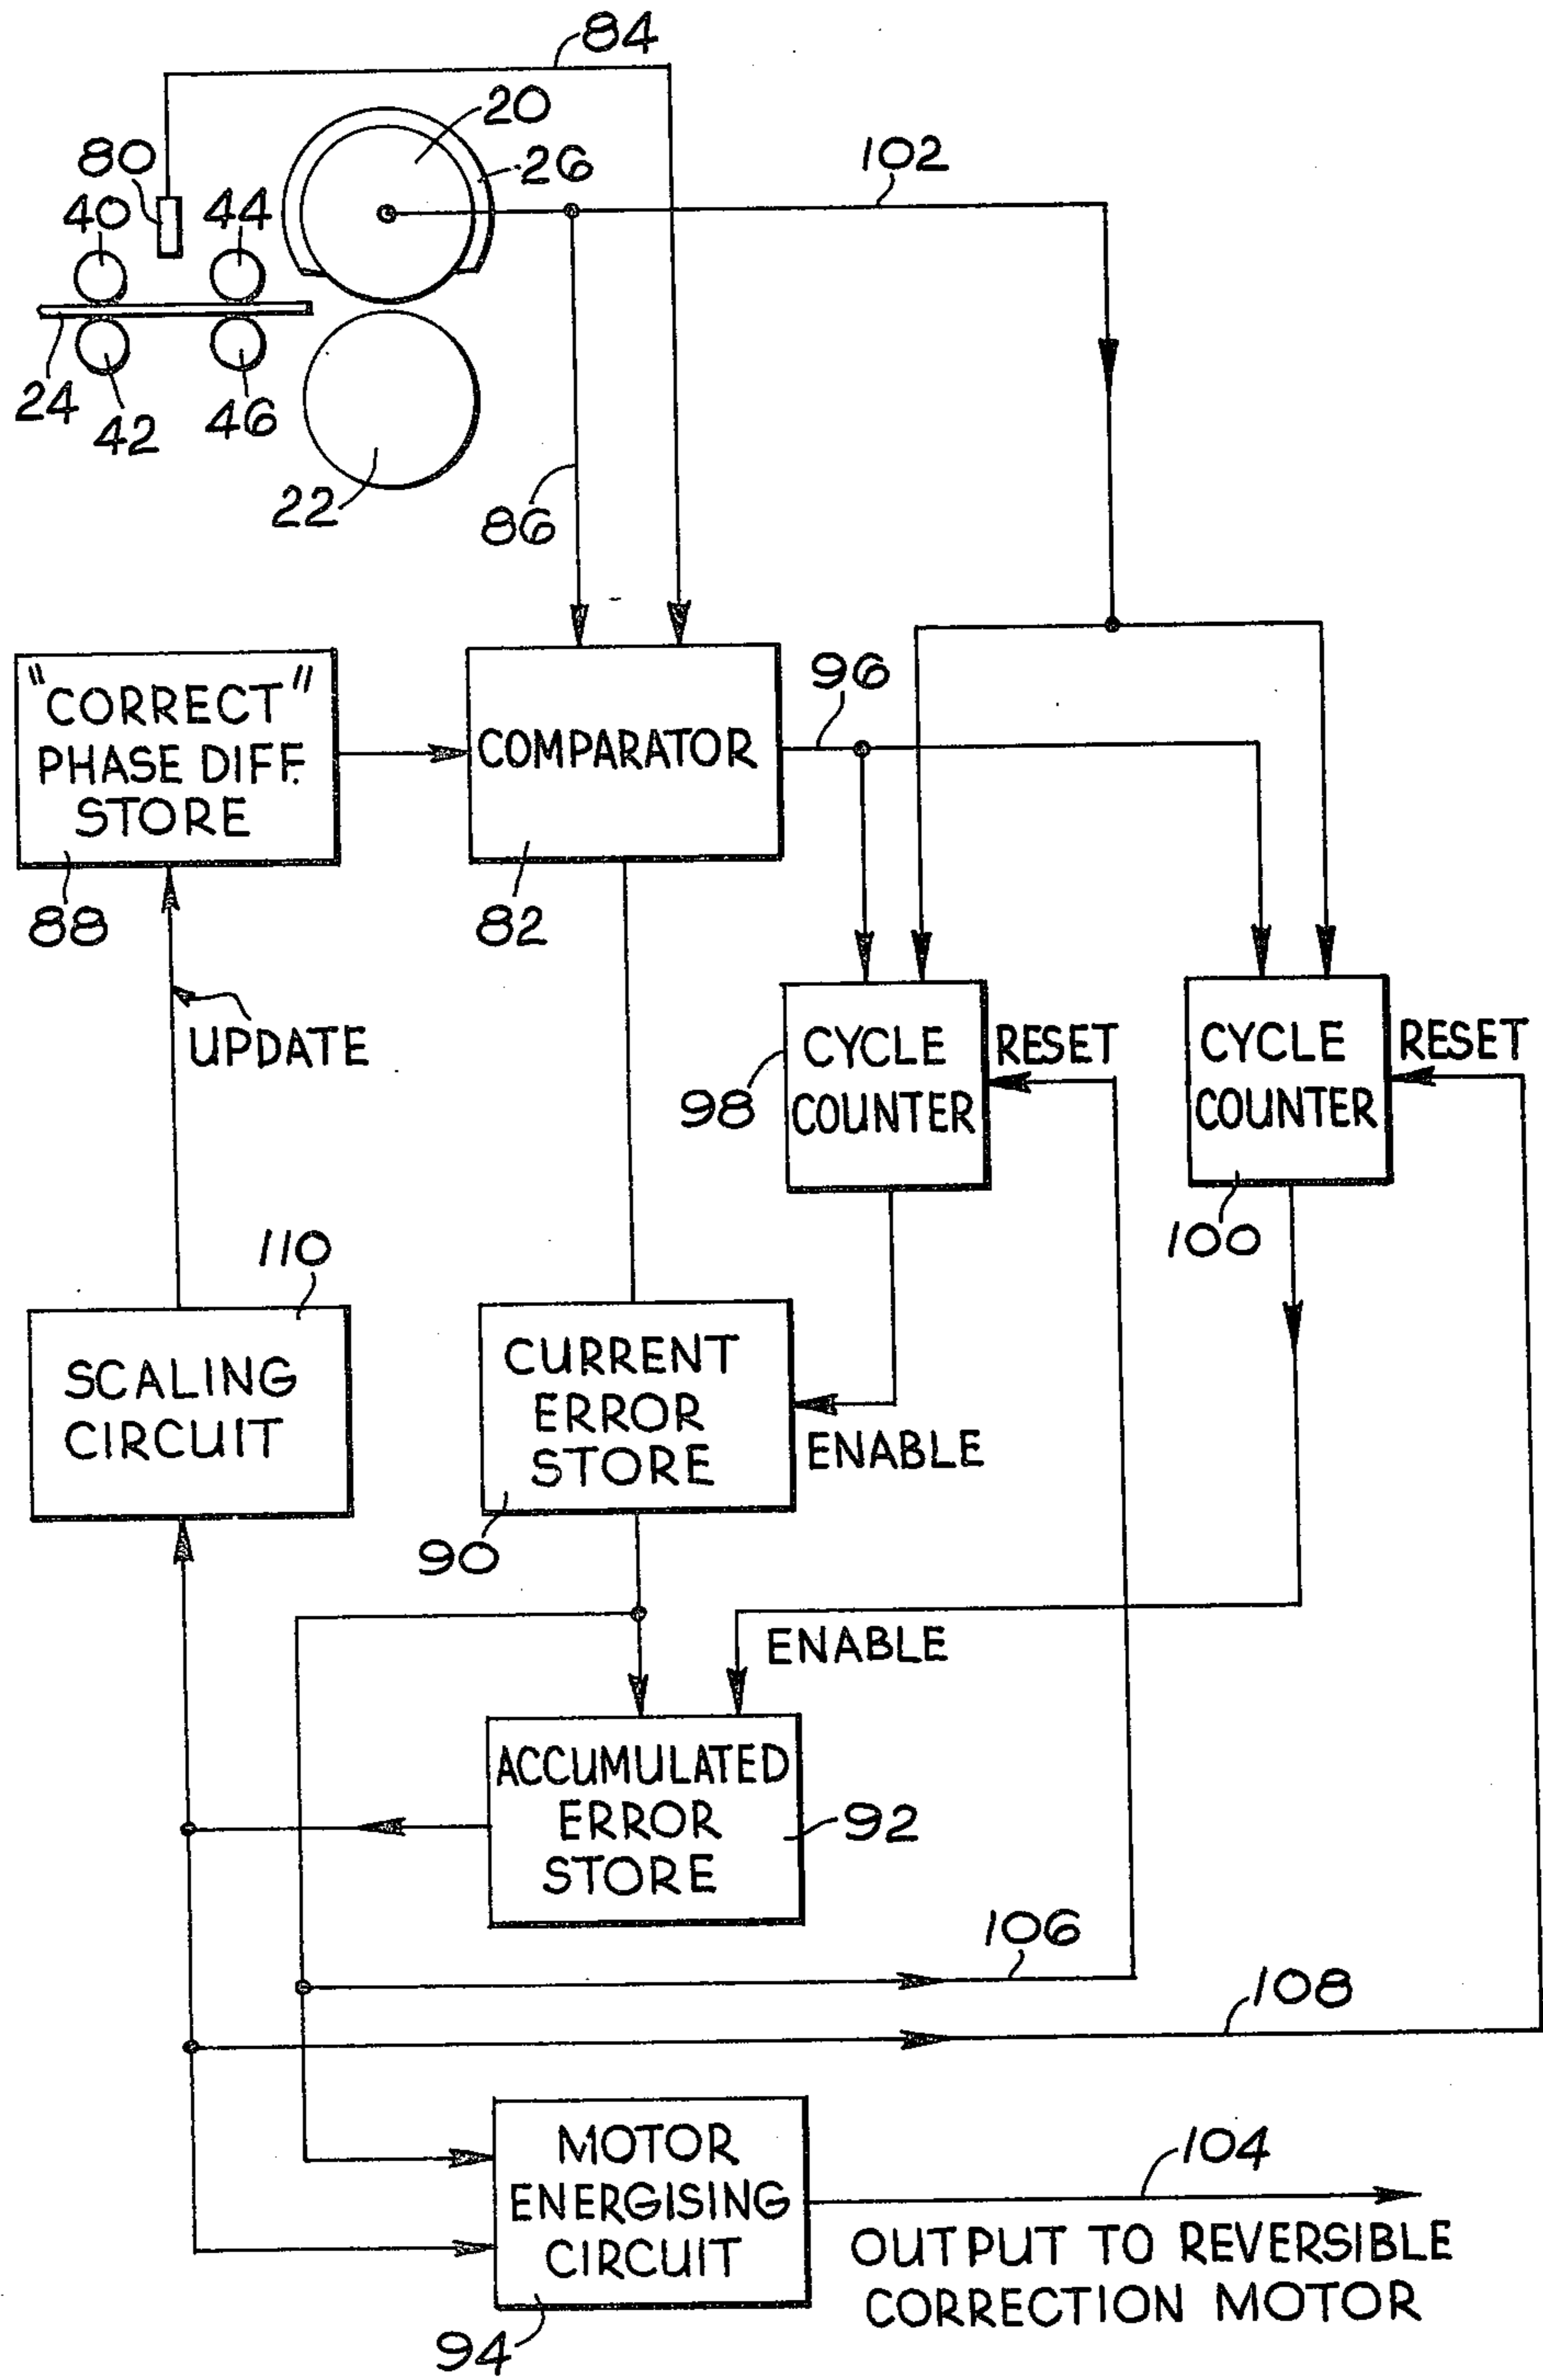 84
20
26
102
80
40
44
24
42
46
22
86
"CORRECT"
PHASE DIFF.
STORE
88
COMPARATOR
82
96
UPDATE
CYCLE
COUNTER
98
RESET
CYCLE
COUNTER
100
RESET
110
SCALING
CIRCUIT
CURRENT
ERROR
STORE
90
ENABLE
ENABLE
ACCUMULATED
ERROR
STORE
92
106
108
MOTOR
ENERGISING
CIRCUIT
94
104
OUTPUT TO REVERSIBLE
CORRECTION MOTOR